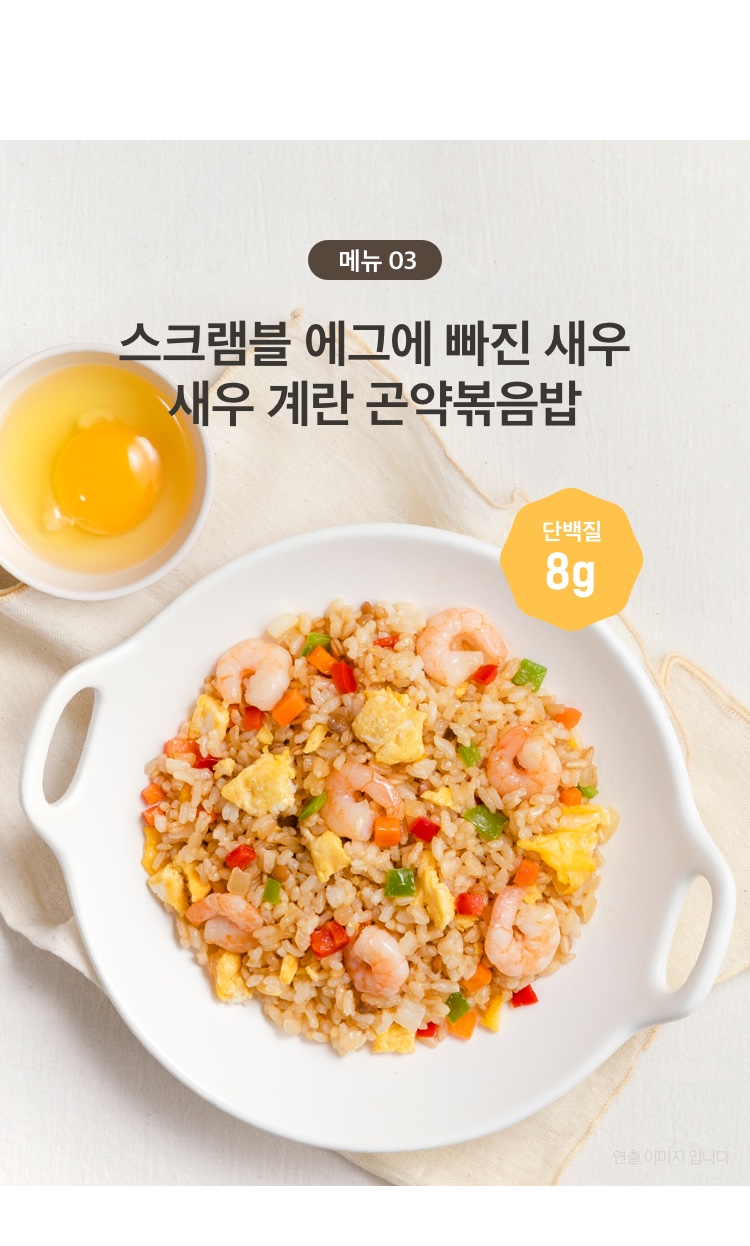 메뉴 03
스크램블 에그에 빠진 새우
새우 계란 곤약볶음밥
단백질
8g
연출 이미지 입니다